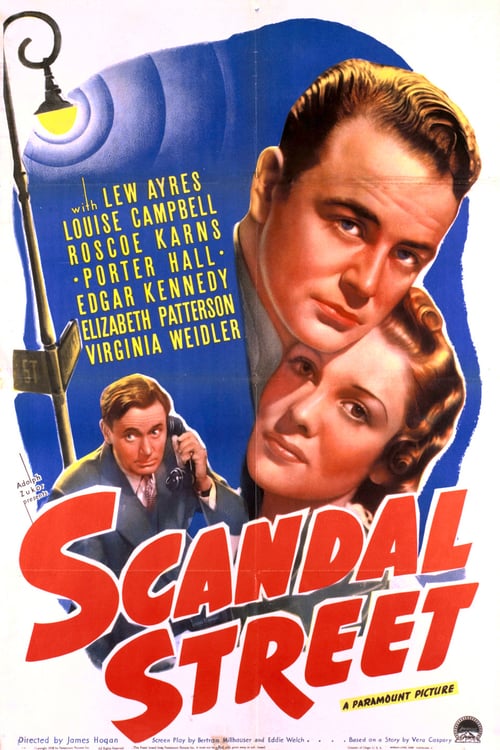 with LEW AYRES
LOUISE CAMPBELL
ROSCOE KARNS
· PORTER HALL ·
EDGAR KENNEDY
ELIZABETH PATTERSON
VIRGINIA WEIDLER
ST
Adolph
Zukor
presents
SCANDAL
STREET
A PARAMOUNT PICTURE
Directed by James Hogan
Screen Play by Bertram Millhauser and Eddie Welch . . . . . Based on a Story by Vera Caspary